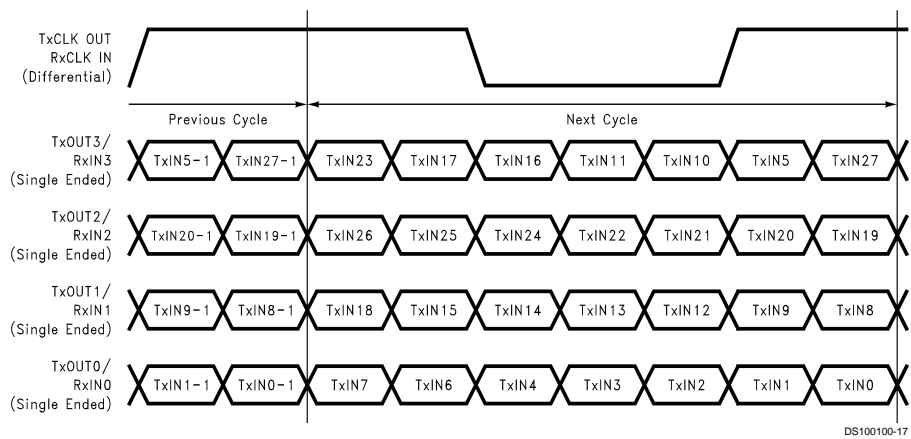 TxCLK OUT
RxCLK IN
(Differential)
Previous Cycle
Next Cycle
TxOUT3/
RxIN3
(Single Ended)
TxIN5-1 TxIN27-1 TxIN23 TxIN17 TxIN16 TxIN11 TxIN10 TxIN5 TxIN27
TxOUT2/
RxIN2
(Single Ended)
TxIN20-1 TxIN19-1 TxIN26 TxIN25 TxIN24 TxIN22 TxIN21 TxIN20 TxIN19
TxOUT1/
RxIN1
(Single Ended)
TxIN9-1 TxIN8-1 TxIN18 TxIN15 TxIN14 TxIN13 TxIN12 TxIN9 TxIN8
TxOUT0/
RxIN0
(Single Ended)
TxIN1-1 TxIN0-1 TxIN7 TxIN6 TxIN4 TxIN3 TxIN2 TxIN1 TxIN0
DS100100-17